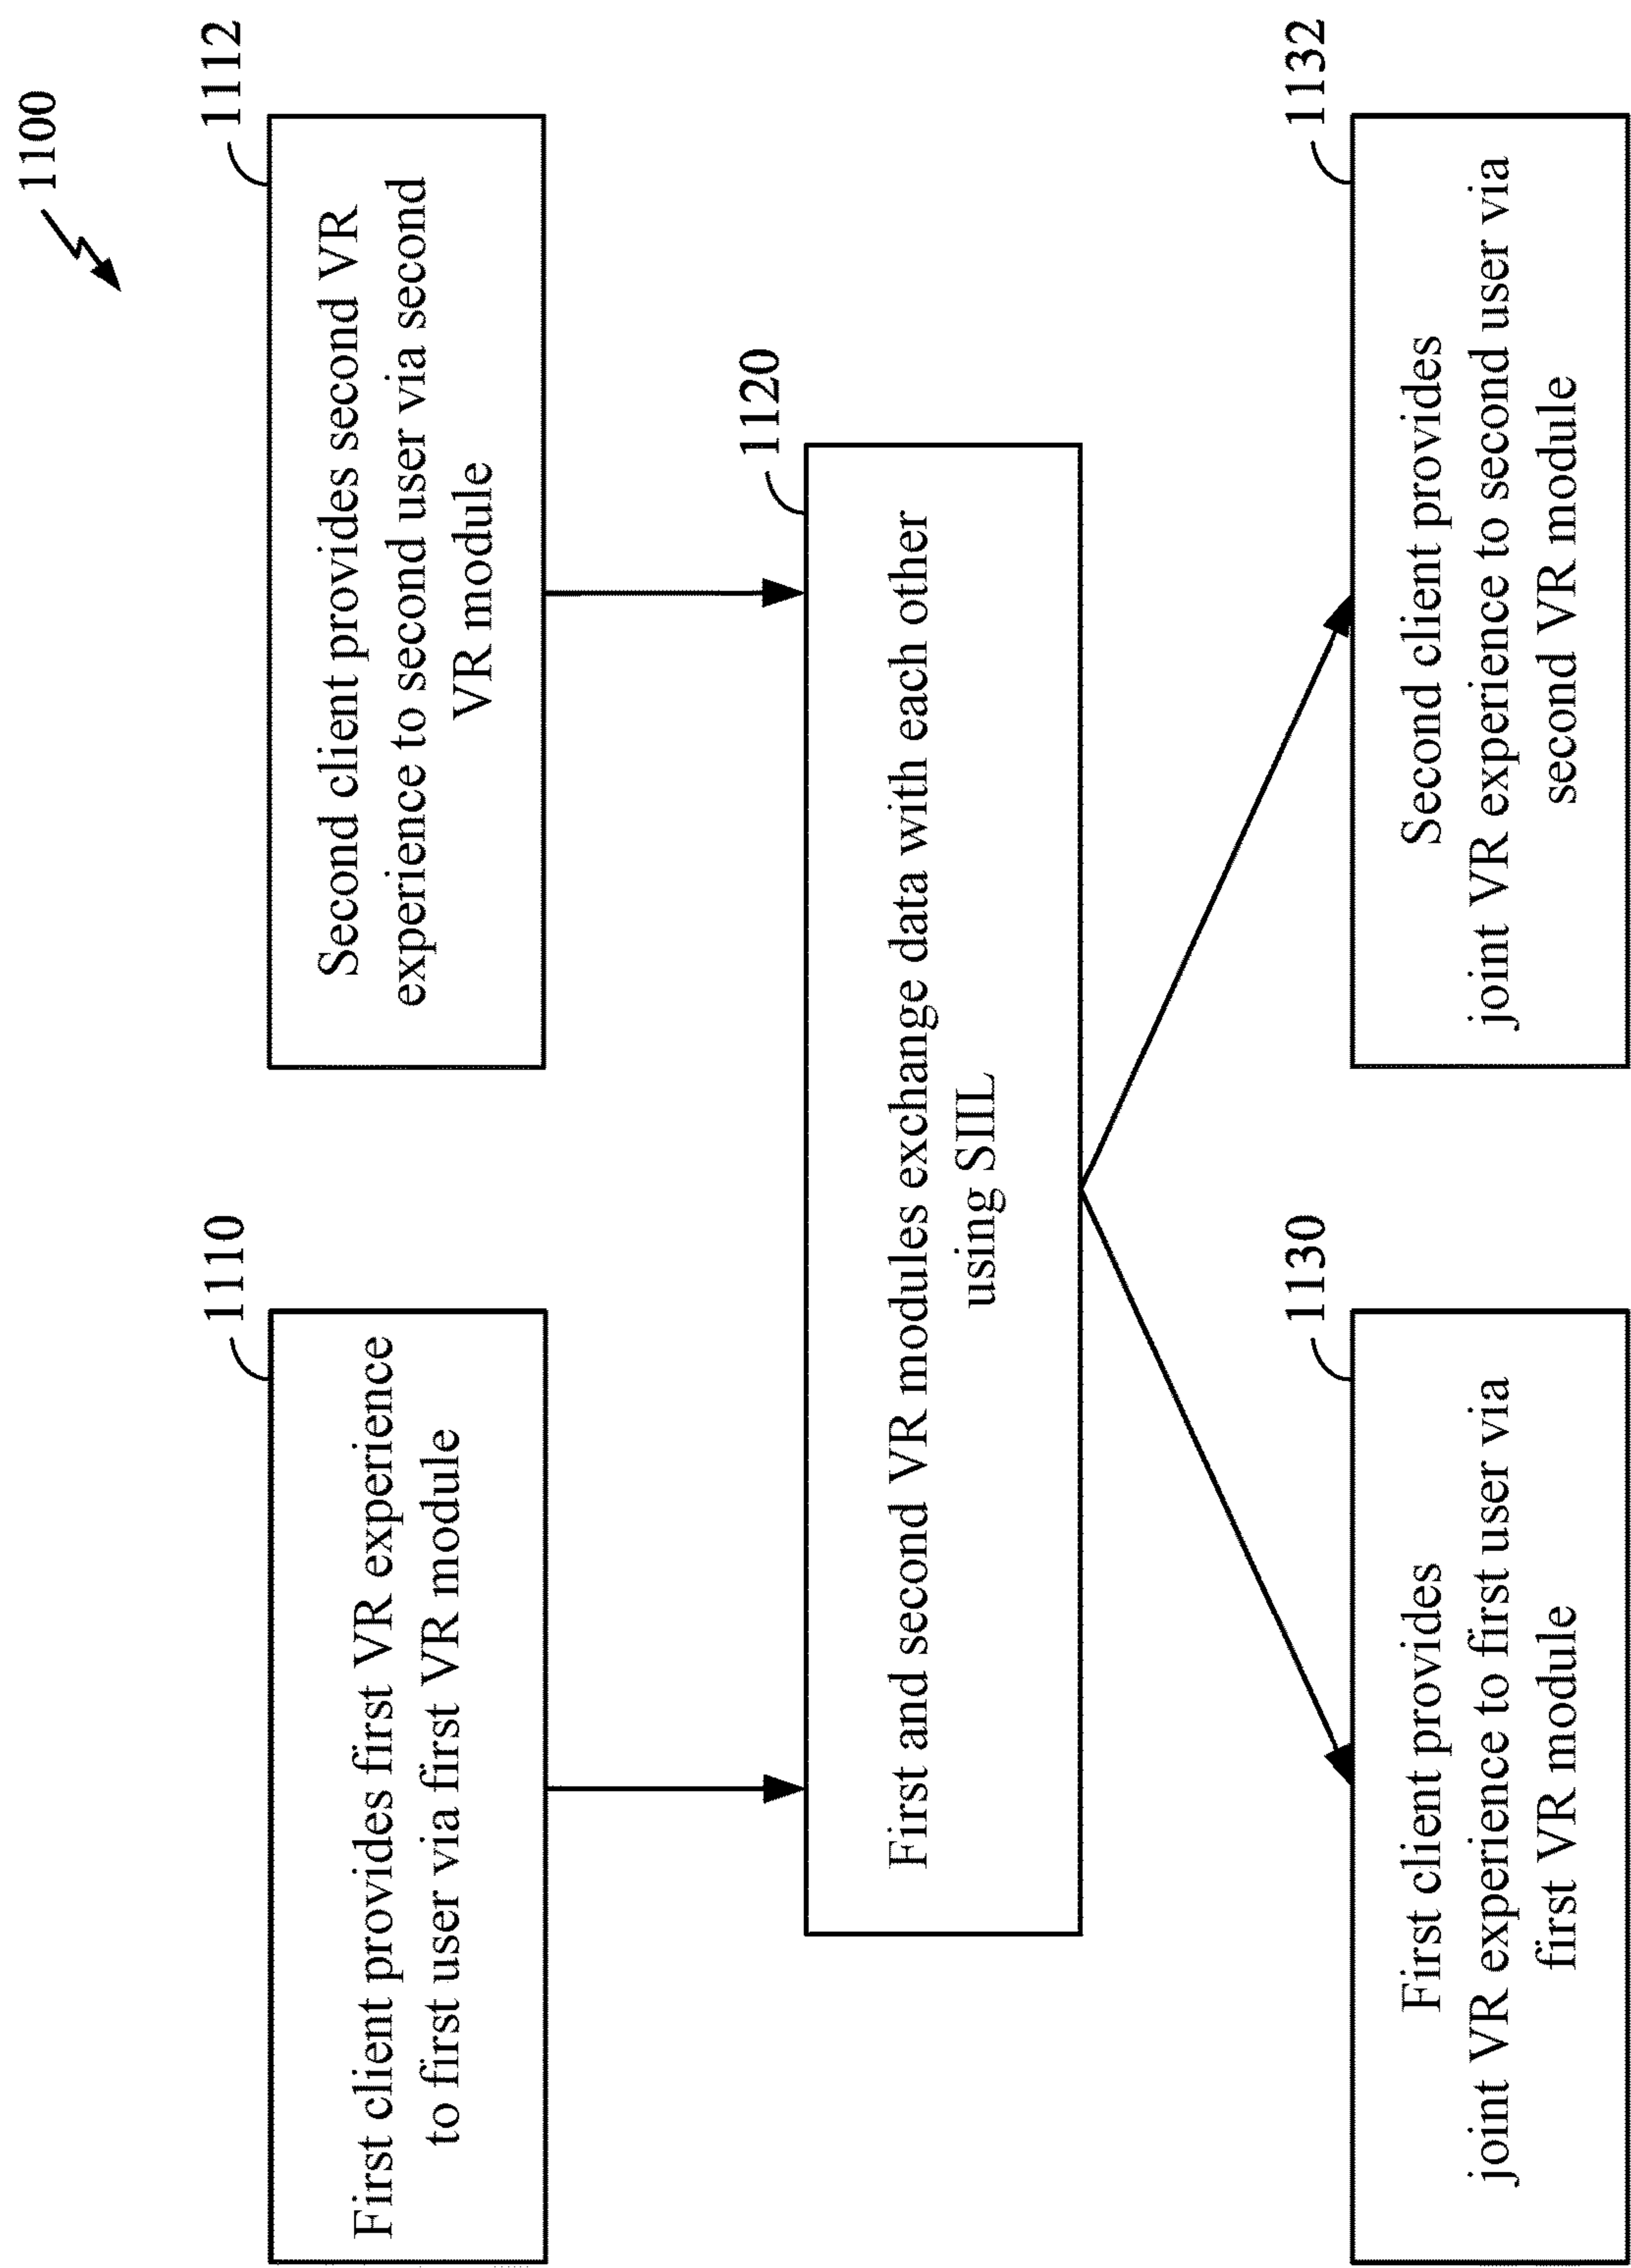 1100
1110
First client provides first VR experience
to first user via first VR module
1112
Second client provides second VR
experience to second user via second
VR module
1120
First and second VR modules exchange data with each other
using SIIL
1130
First client provides
joint VR experience to first user via
first VR module
1132
Second client provides
joint VR experience to second user via
second VR module